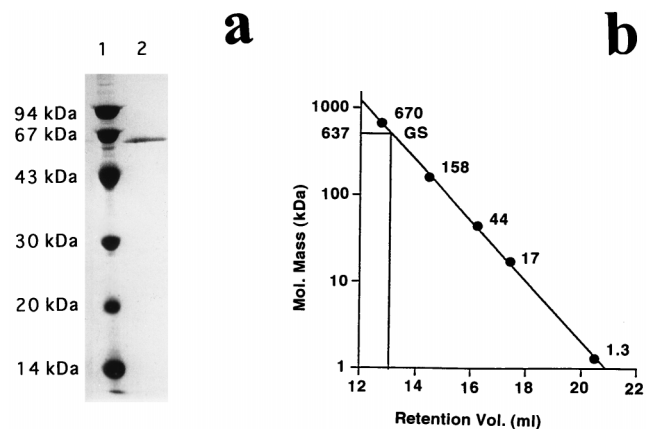 a
1 2
94 kDa
67 kDa
43 kDa
30 kDa
20 kDa
14 kDa
b
Mol. Mass (kDa)
1000
637
100
10
1
670
GS
158
44
17
1.3
12 14 16 18 20 22
Retention Vol. (ml)